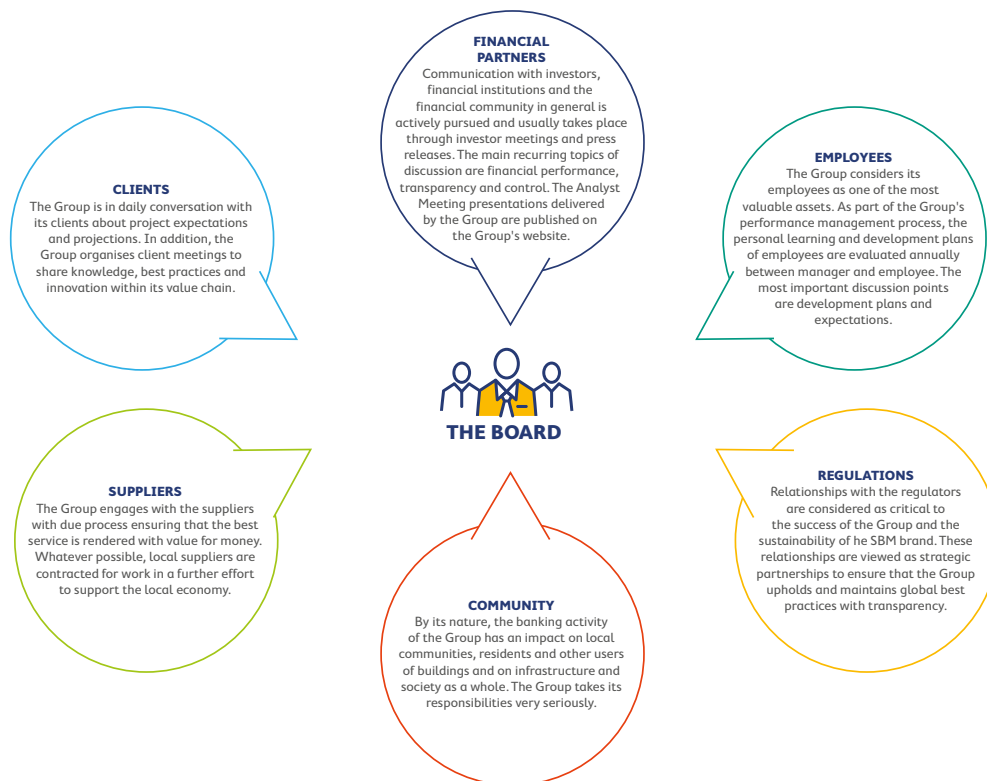 FINANCIAL
PARTNERS
Communication with investors,
financial institutions and the
financial community in general is
actively pursued and usually takes place
through investor meetings and press
releases. The main recurring topics of
discussion are financial performance,
transparency and control. The Analyst
Meeting presentations delivered
by the Group are published on
the Group's website.
CLIENTS
The Group is in daily conversation with
its clients about project expectations
and projections. In addition, the
Group organises client meetings to
share knowledge, best practices and
innovation within its value chain.
EMPLOYEES
The Group considers its
employees as one of the most
valuable assets. As part of the Group's
performance management process, the
personal learning and development plans
of employees are evaluated annually
between manager and employee. The
most important discussion points
are development plans and
expectations.
THE BOARD
SUPPLIERS
The Group engages with the suppliers
with due process ensuring that the best
service is rendered with value for money.
Whatever possible, local suppliers are
contracted for work in a further effort
to support the local economy.
REGULATIONS
Relationships with the regulators
are considered as critical to
the success of the Group and the
sustainability of he SBM brand. These
relationships are viewed as strategic
partnerships to ensure that the Group
upholds and maintains global best
practices with transparency.
COMMUNITY
By its nature, the banking activity
of the Group has an impact on local
communities, residents and other users
of buildings and on infrastructure and
society as a whole. The Group takes its
responsibilities very seriously.